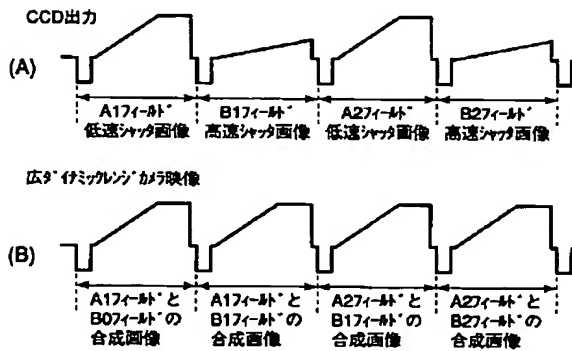 CCD出力
(A)
A1フィールド 低速シャッタ画像
B1フィールド 高速シャッタ画像
A2フィールド 低速シャッタ画像
B2フィールド 高速シャッタ画像
広ダイナミックレンジカメラ映像
(B)
A1フィールドと B0フィールドの 合成画像
A1フィールドと B1フィールドの 合成画像
A2フィールドと B1フィールドの 合成画像
A2フィールドと B2フィールドの 合成画像